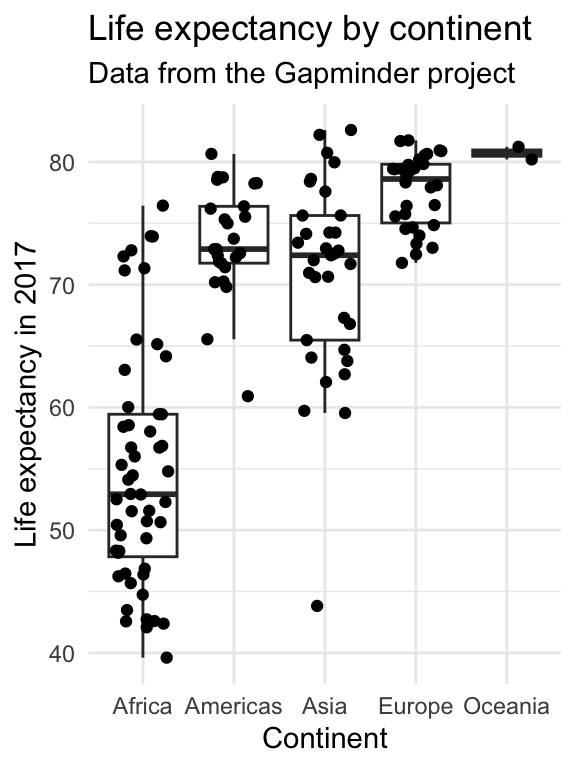 Life expectancy by continent
Data from the Gapminder project
Life expectancy in 2017
80
70
60
50
40
Africa Americas Asia Europe Oceania
Continent